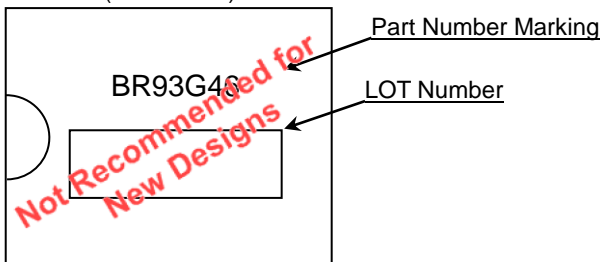 Part Number Marking
BR93G46
LOT Number
Not Recommended for
New Designs